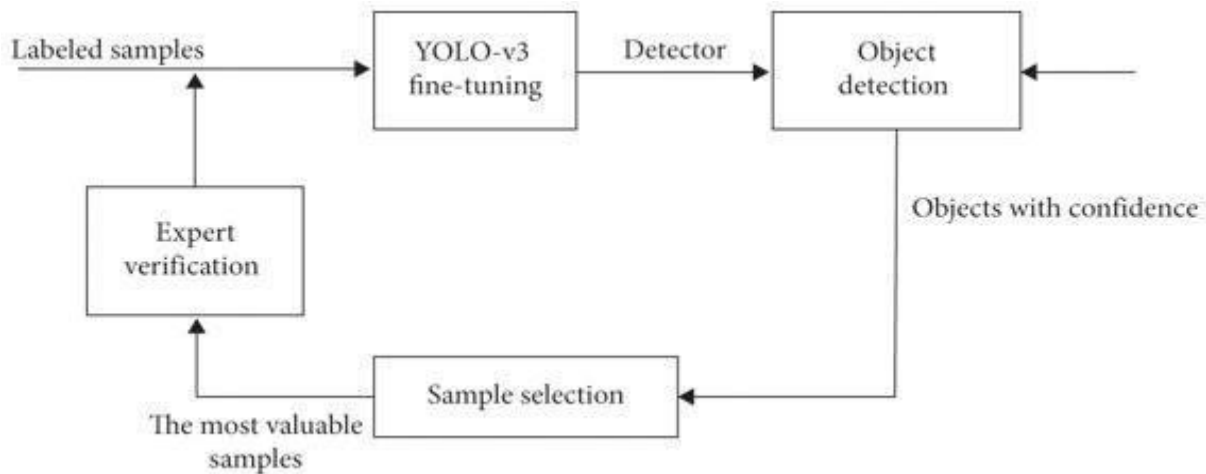 Labeled samples
YOLO-v3
fine-tuning
Detector
Object
detection
Objects with confidence
Expert
verification
Sample selection
The most valuable
samples